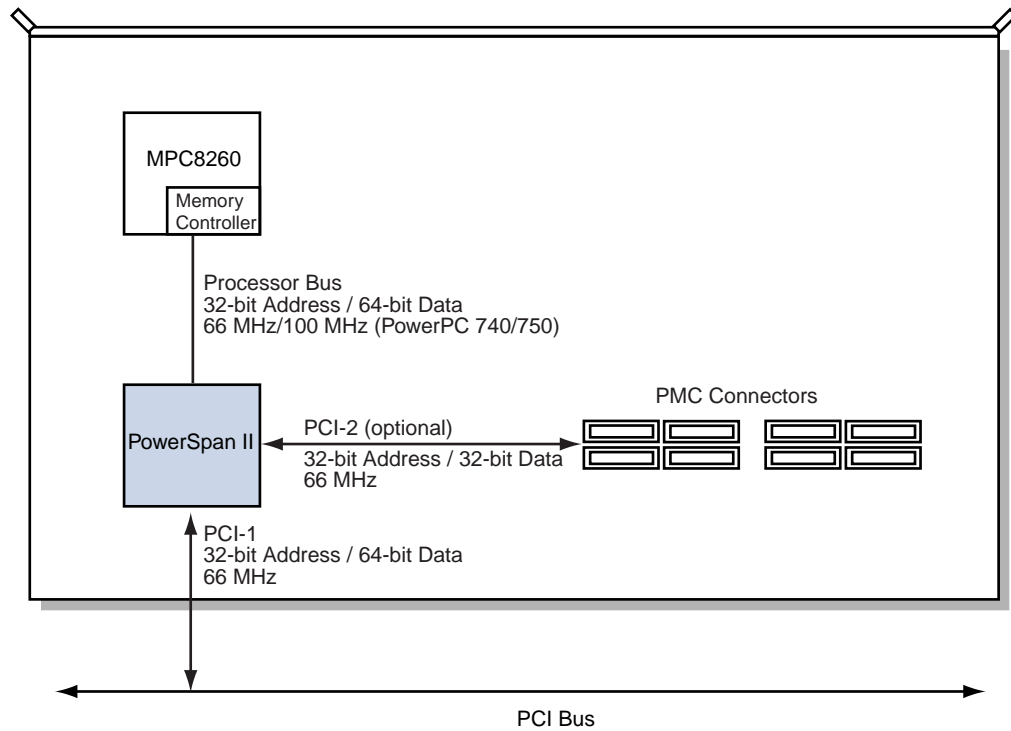 MPC8260
Memory
Controller
Processor Bus
32-bit Address / 64-bit Data
66 MHz/100 MHz (PowerPC 740/750)
PMC Connectors
PowerSpan II
PCI-2 (optional)
32-bit Address / 32-bit Data
66 MHz
PCI-1
32-bit Address / 64-bit Data
66 MHz
PCI Bus